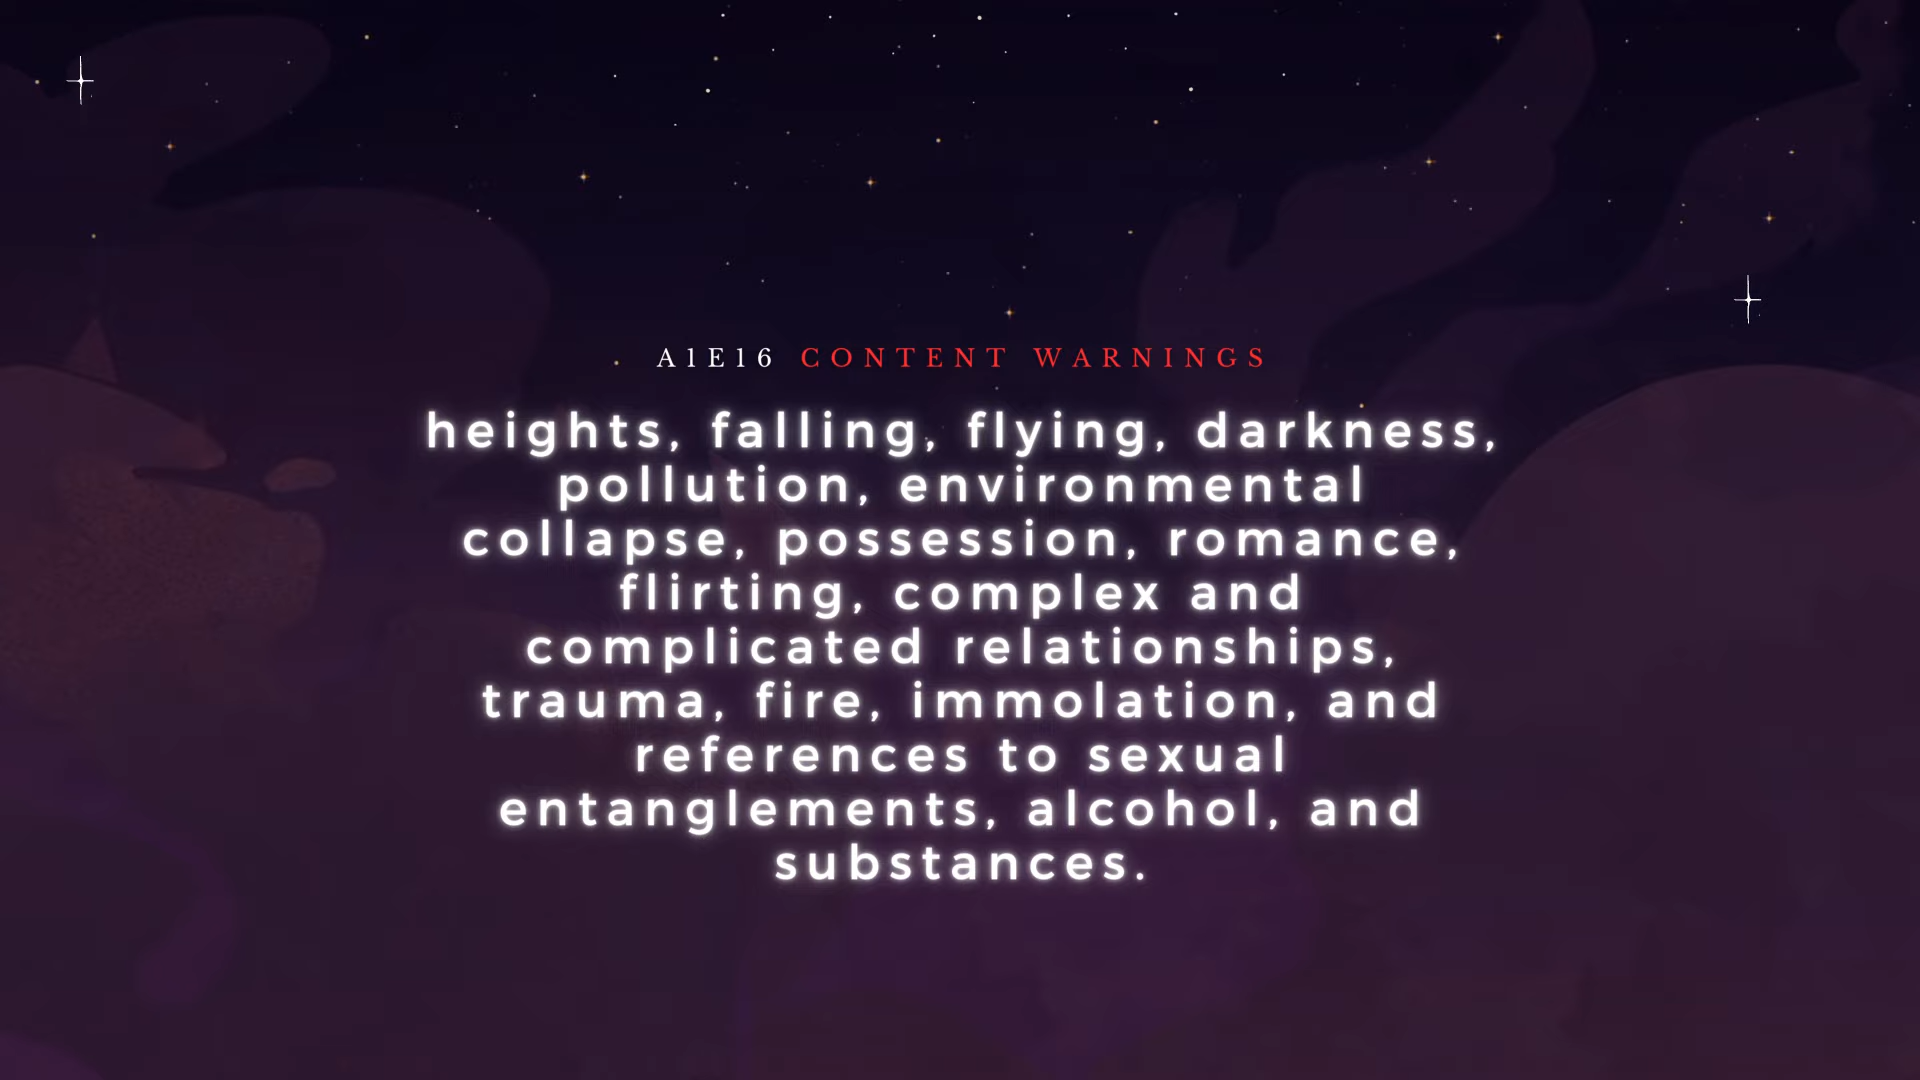 A1E16 CONTENT WARNINGS
heights, falling, flying, darkness,
pollution, environmental
collapse, possession, romance,
flirting, complex and
complicated relationships,
trauma, fire, immolation, and
references to sexual
entanglements, alcohol, and
substances.